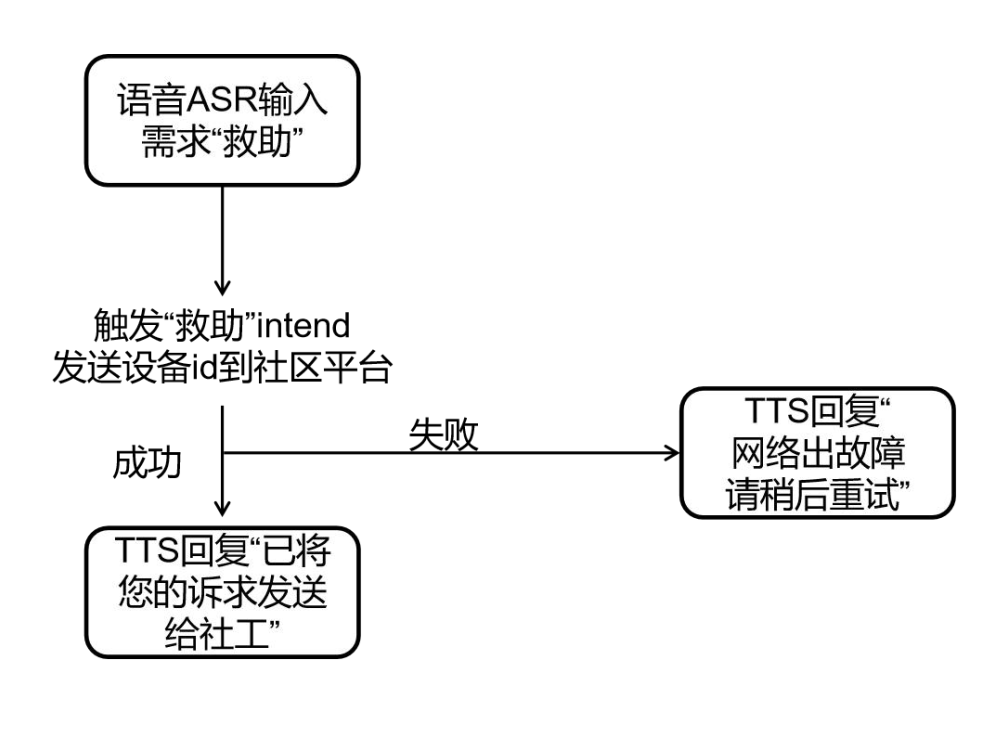 语音ASR输入
需求“救助”
触发“救助”intend
发送设备id到社区平台
失败
成功
TTS回复“
网络出故障
请稍后重试”
TTS回复“已将
您的诉求发送
给社工”